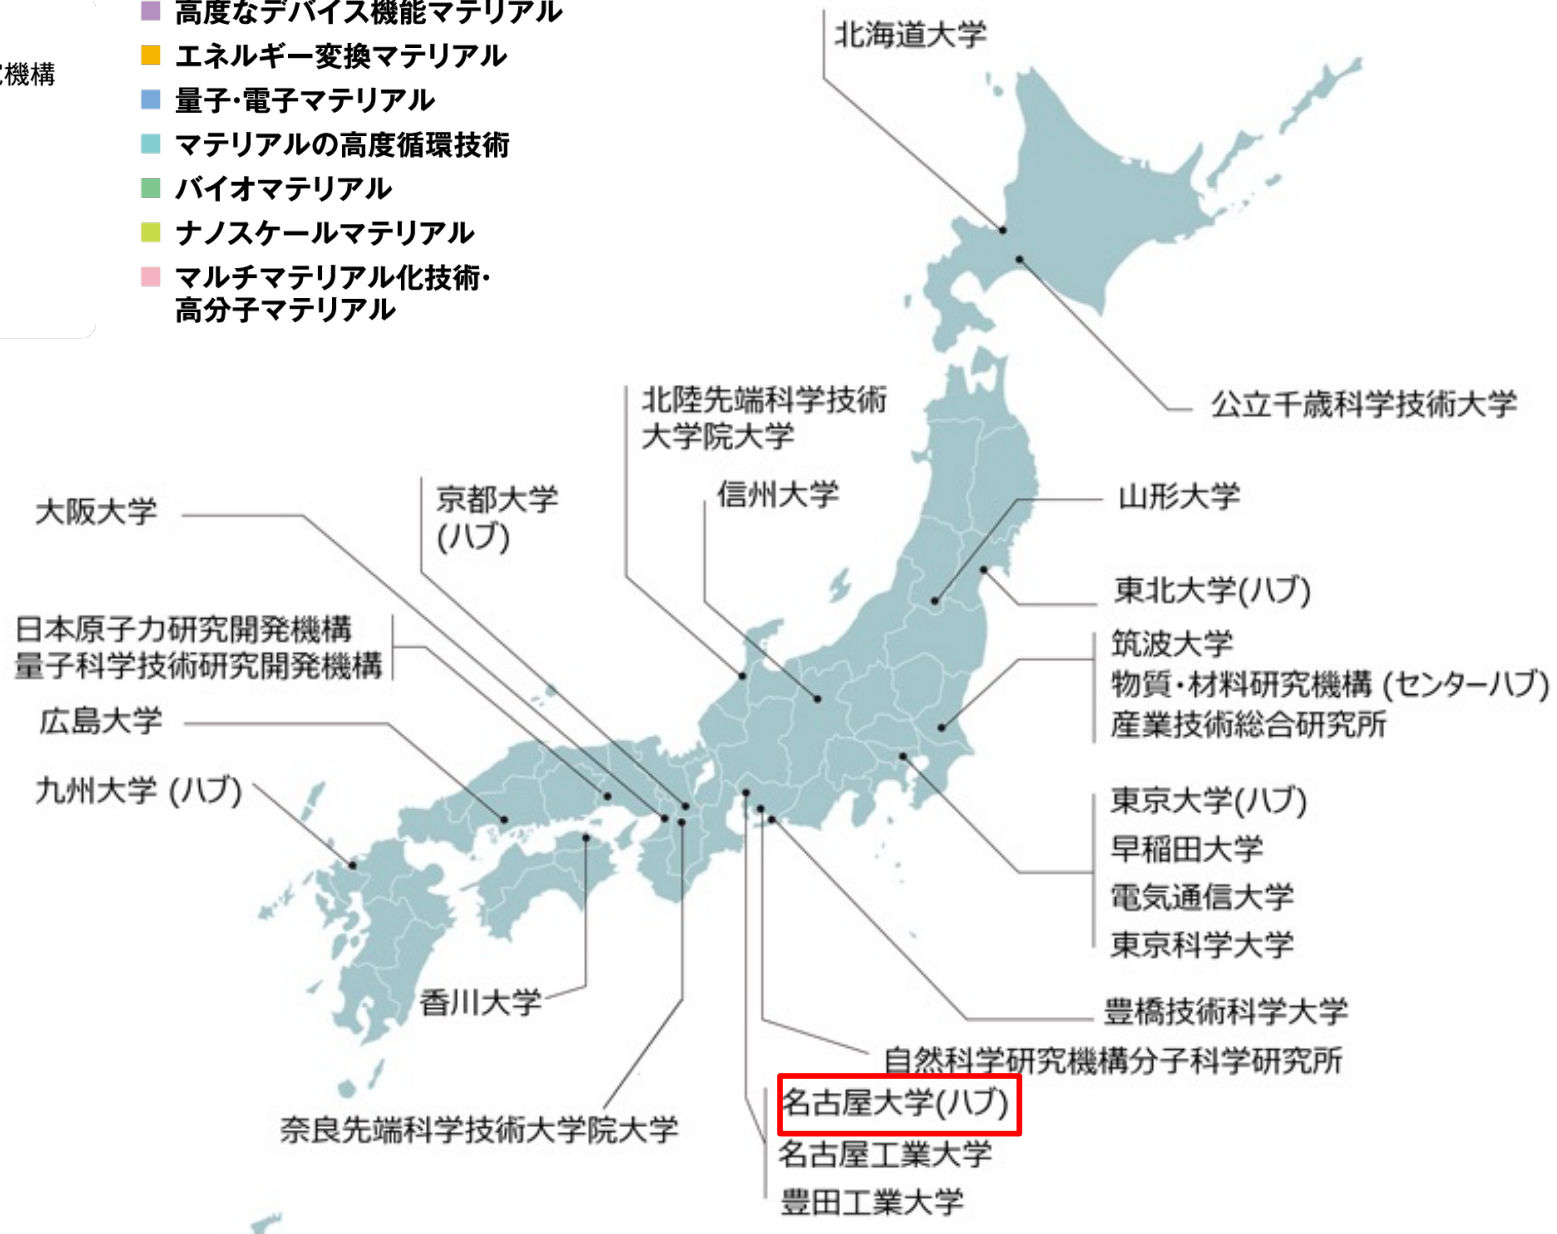 高度なデバイス機能マテリアル
エネルギー変換マテリアル
量子・電子マテリアル
マテリアルの高度循環技術
バイオマテリアル
ナノスケールマテリアル
マルチマテリアル化技術・
高分子マテリアル
機構
北海道大学
公立千歳科学技術大学
北陸先端科学技術
大学院大学
信州大学
山形大学
京都大学
(ハブ)
大阪大学
東北大学(ハブ)
日本原子力研究開発機構
量子科学技術研究開発機構
筑波大学
物質・材料研究機構 (センターハブ)
産業技術総合研究所
広島大学
九州大学 (ハブ)
東京大学(ハブ)
早稲田大学
電気通信大学
東京科学大学
香川大学
豊橋技術科学大学
自然科学研究機構分子科学研究所
奈良先端科学技術大学院大学
名古屋大学(ハブ)
名古屋工業大学
豊田工業大学